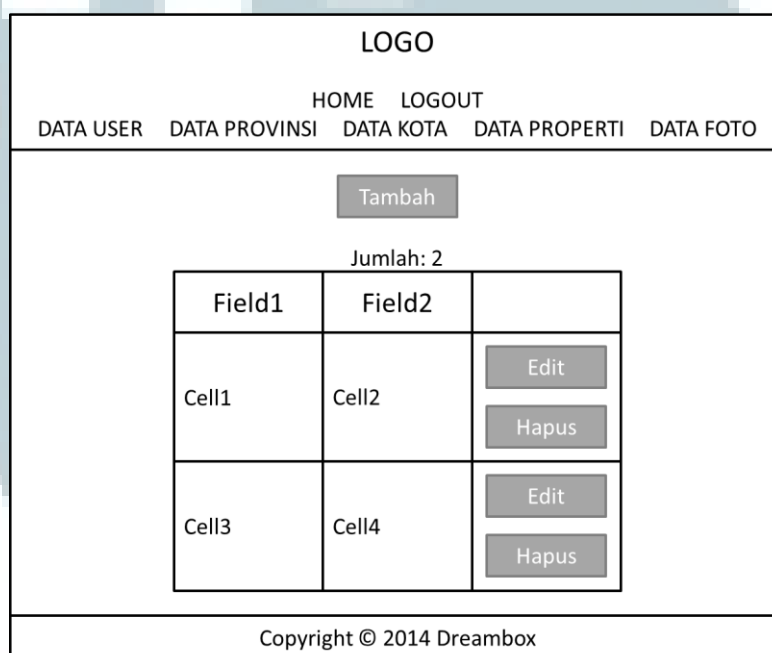 LOGO
HOME LOGOUT
DATA USER DATA PROVINSI DATA KOTA DATA PROPERTI DATA FOTO
Tambah
Jumlah: 2
Field1 Field2
Cell1 Cell2
Edit
Hapus
Cell3 Cell4
Edit
Hapus
Copyright © 2014 Dreambox